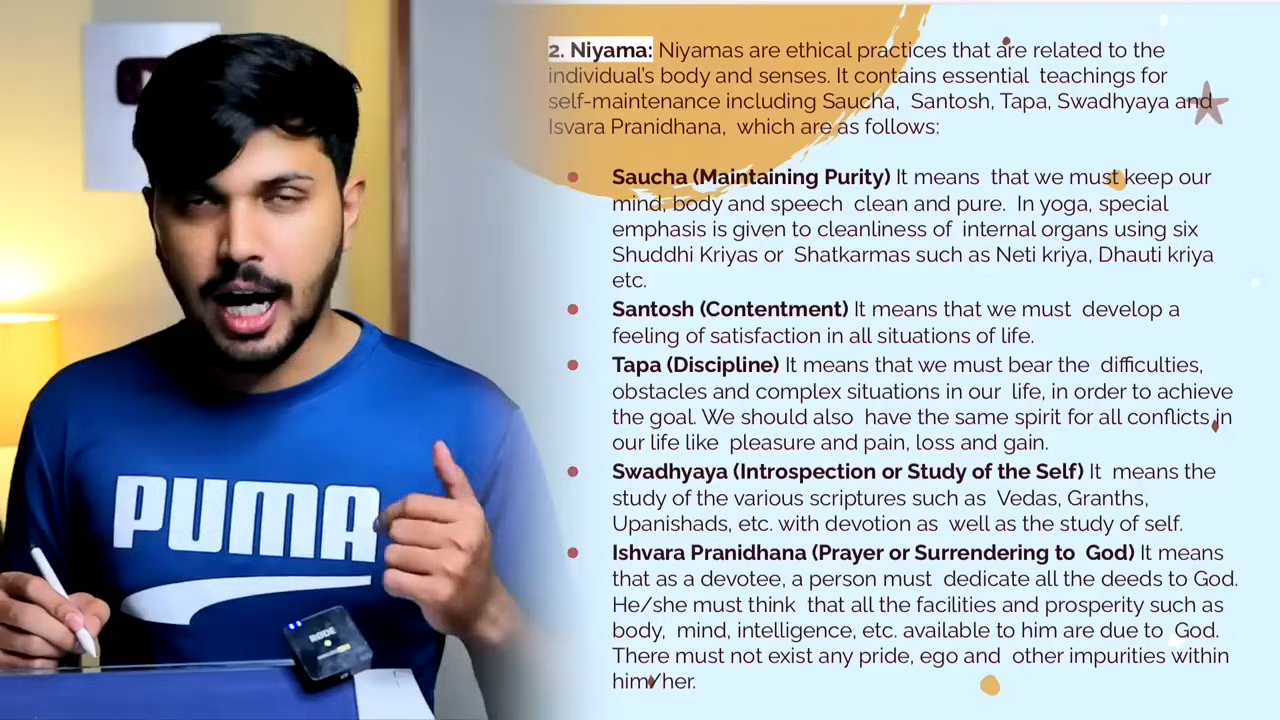 PUMA
RODE
2. Niyama: Niyamas are ethical practices that are related to the
individual's body and senses. It contains essential teachings for
self-maintenance including Saucha, Santosh, Tapa, Swadhyaya and
Isvara Pranidhana, which are as follows:
Saucha (Maintaining Purity) It means that we must keep our
mind, body and speech clean and pure. In yoga, special
emphasis is given to cleanliness of internal organs using six
Shuddhi Kriyas or Shatkarmas such as Neti kriya, Dhauti kriya
etc.
Santosh (Contentment) It means that we must develop a
feeling of satisfaction in all situations of life.
Tapa (Discipline) It means that we must bear the difficulties,
obstacles and complex situations in our life, in order to achieve
the goal. We should also have the same spirit for all conflicts in
our life like pleasure and pain, loss and gain.
Swadhyaya (Introspection or Study of the Self) It means the
study of the various scriptures such as Vedas, Granths,
Upanishads, etc. with devotion as well as the study of self.
Ishvara Pranidhana (Prayer or Surrendering to God) It means
that as a devotee, a person must dedicate all the deeds to God.
He/she must think that all the facilities and prosperity such as
body, mind, intelligence, etc. available to him are due to God.
There must not exist any pride, ego and other impurities within
him/her.